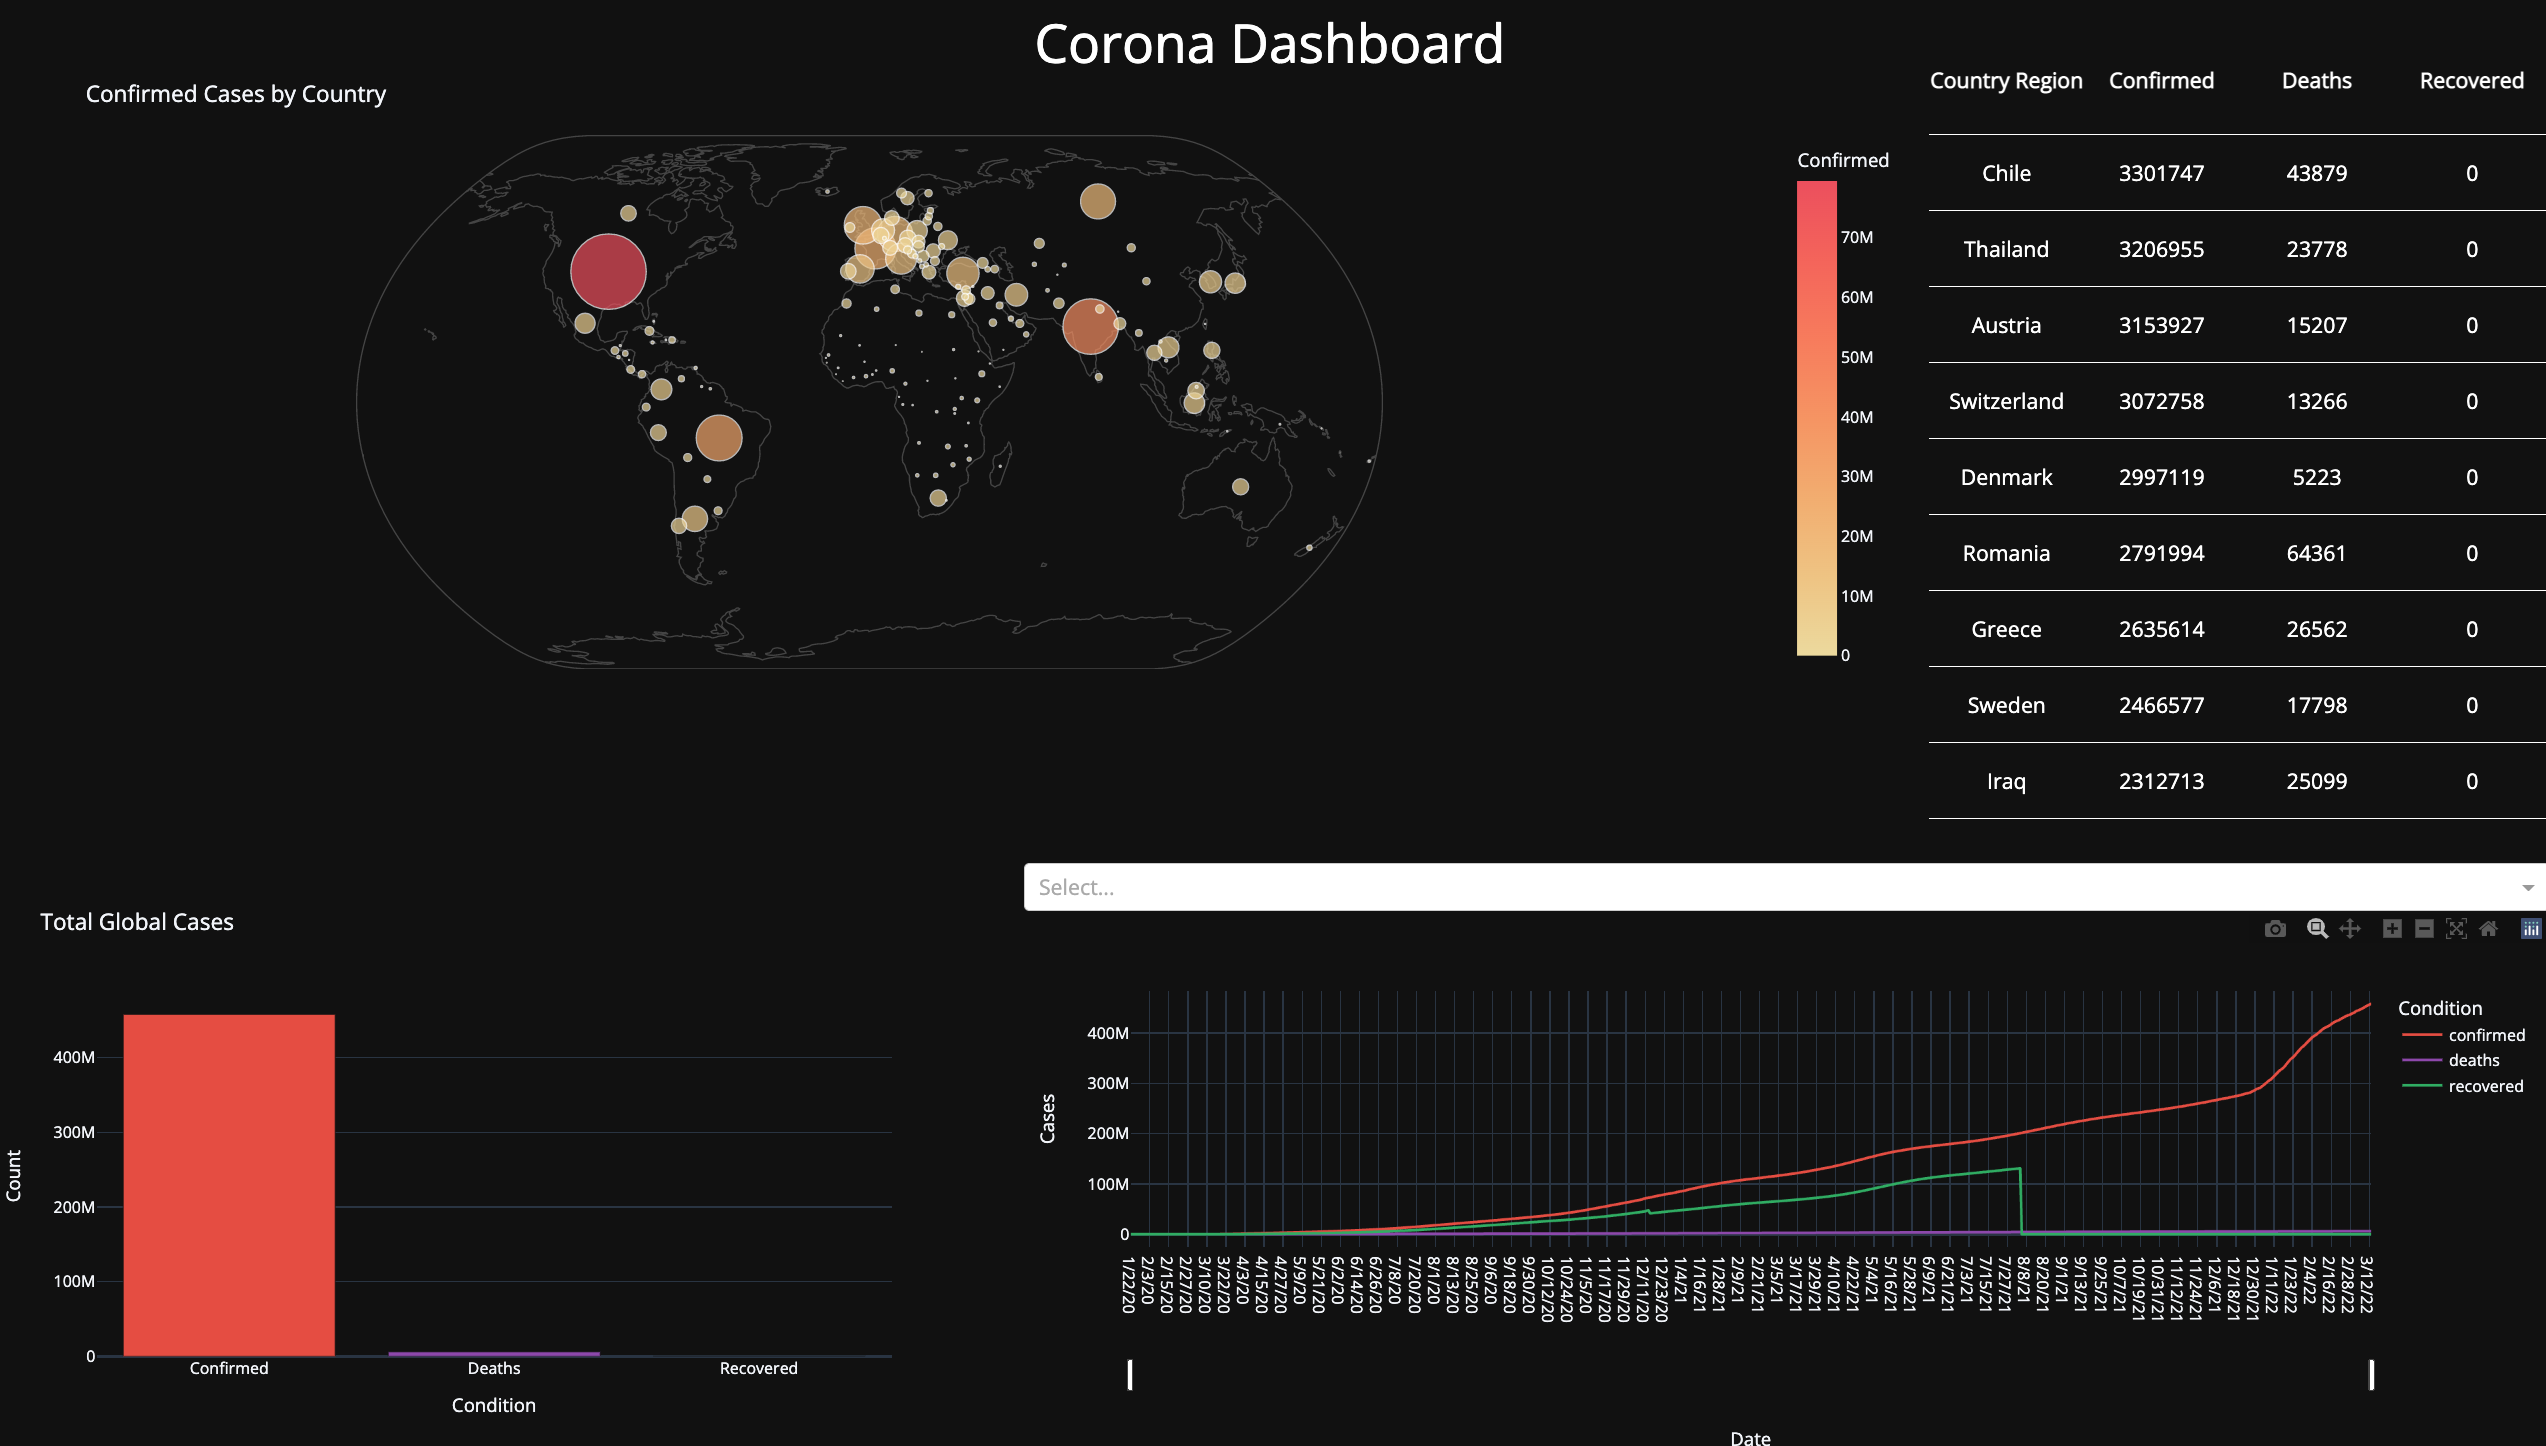 Corona Dashboard
Confirmed Cases by Country
Confirmed
70M
60M
50M
40M
30M
20M
10M
0
Country Region Confirmed Deaths Recovered
Chile 3301747 43879 0
Thailand 3206955 23778 0
Austria 3153927 15207 0
Switzerland 3072758 13266 0
Denmark 2997119 5223 0
Romania 2791994 64361 0
Greece 2635614 26562 0
Sweden 2466577 17798 0
Iraq 2312713 25099 0
Select...
Total Global Cases
Count
400M
300M
200M
100M
0
Confirmed Deaths Recovered
Condition
Cases
400M
300M
200M
100M
0
1/22/20
2/3/20
2/15/20
2/27/20
3/10/20
3/22/20
4/3/20
4/15/20
4/27/20
5/9/20
5/21/20
6/2/20
6/14/20
6/26/20
7/8/20
7/20/20
8/1/20
8/13/20
8/25/20
9/6/20
9/18/20
9/30/20
10/12/20
10/24/20
11/5/20
11/17/20
11/29/20
12/11/20
12/23/20
1/4/21
1/16/21
1/28/21
2/9/21
2/21/21
3/5/21
3/17/21
3/29/21
4/10/21
4/22/21
5/4/21
5/16/21
5/28/21
6/9/21
6/21/21
7/3/21
7/15/21
7/27/21
8/8/21
8/20/21
9/1/21
9/13/21
9/25/21
10/7/21
10/19/21
10/31/21
11/12/21
11/24/21
12/6/21
12/18/21
12/30/21
1/11/22
1/23/22
2/4/22
2/16/22
2/28/22
3/12/22
Date
Condition
confirmed
deaths
recovered